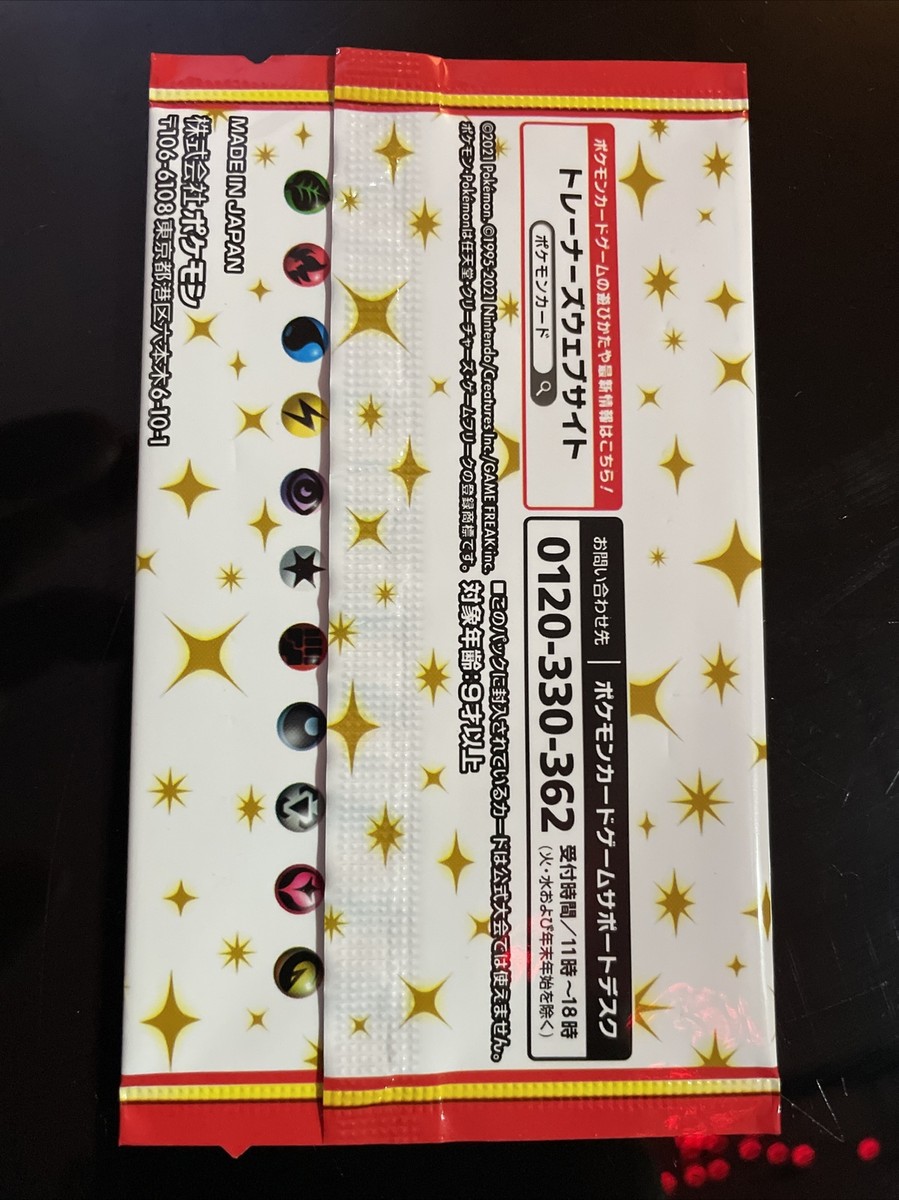 ポケモンカードゲームの遊びかたや最新情報はこちら!
トレーナーズウェブサイト
ポケモンカード
お問い合わせ先 | ポケモンカードゲームサポートデスク
0120-330-362 受付時間/11時~18時
(火・水および年末年始を除く)
©2021 Pokémon. ©1995-2021 Nintendo/Creatures Inc./GAME FREAK inc.
ポケモン・Pokémonは任天堂・クリーチャーズ・ゲームフリークの登録商標です。
■このパックに封入されているカードは公式大会では使えません。
対象年齢:9才以上
MADE IN JAPAN
株式会社ポケモン
〒106-6108 東京都港区六本木6-10-1